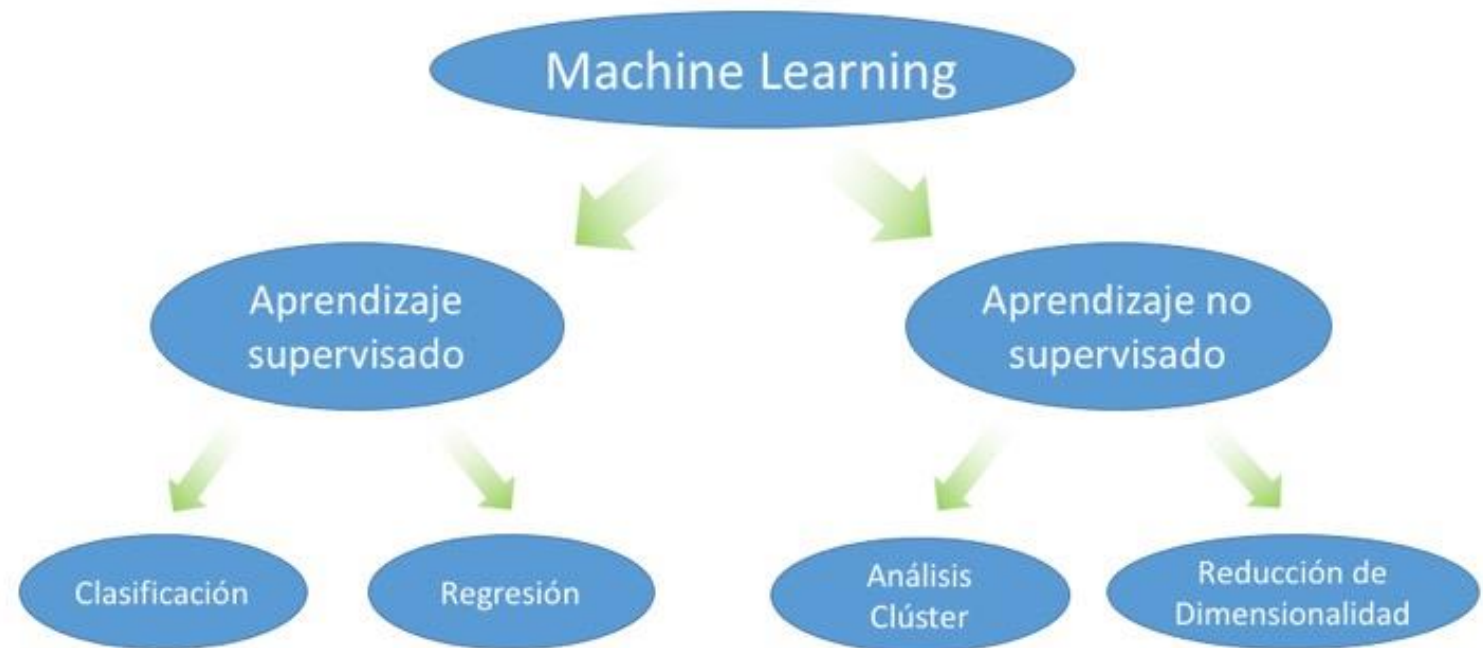 Machine Learning
Aprendizaje
supervisado
Aprendizaje no
supervisado
Clasificación
Regresión
Análisis
Clúster
Reducción de
Dimensionalidad